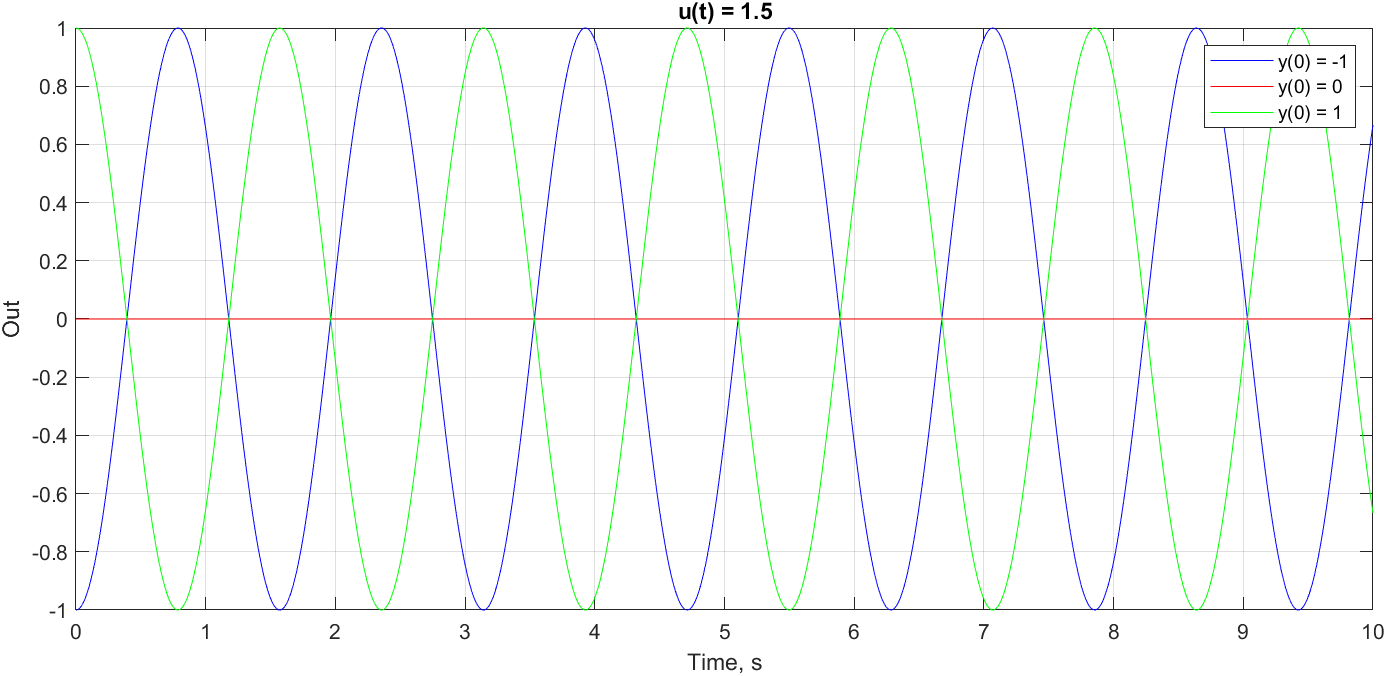 u(t) = 1.5
y(0) = -1
y(0) = 0
y(0) = 1
1
0.8
0.6
0.4
0.2
0
-0.2
-0.4
-0.6
-0.8
-1
Out
0 1 2 3 4 5 6 7 8 9 10
Time, s